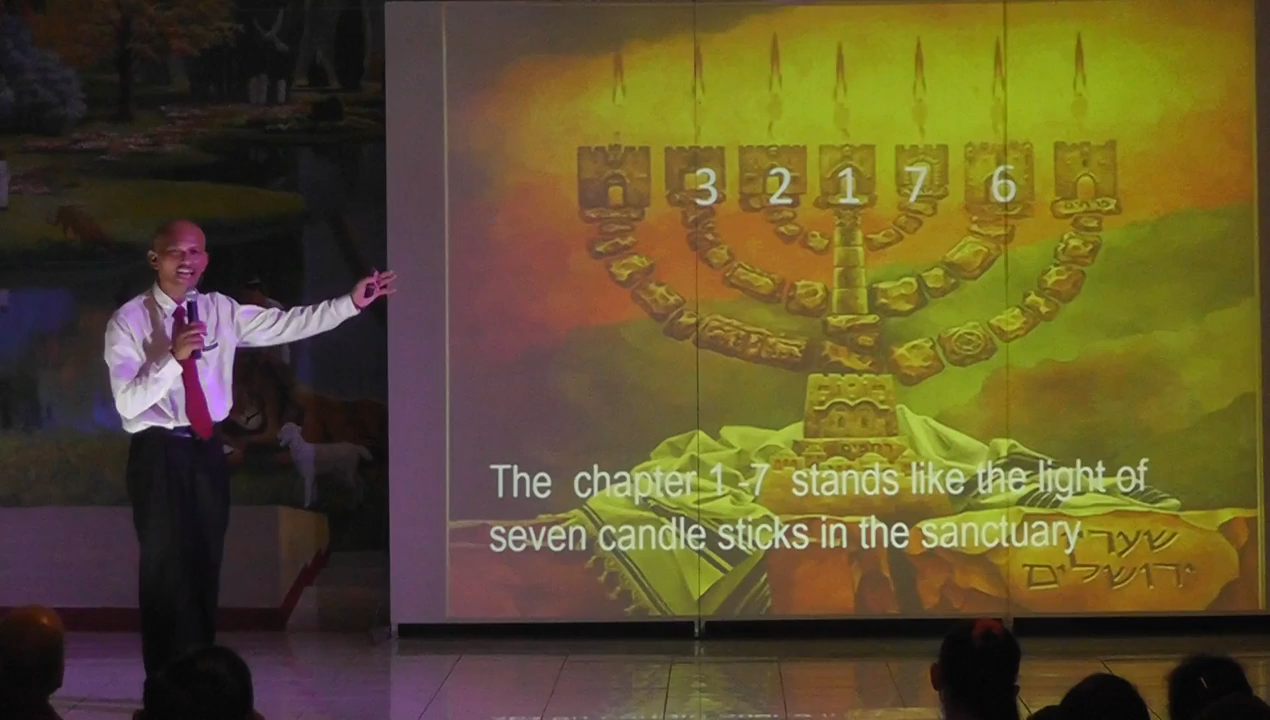 3 2 1 7 6
The chapter 1 -7 stands like the light of
seven candle sticks in the sanctuary
שערי
ירושלים